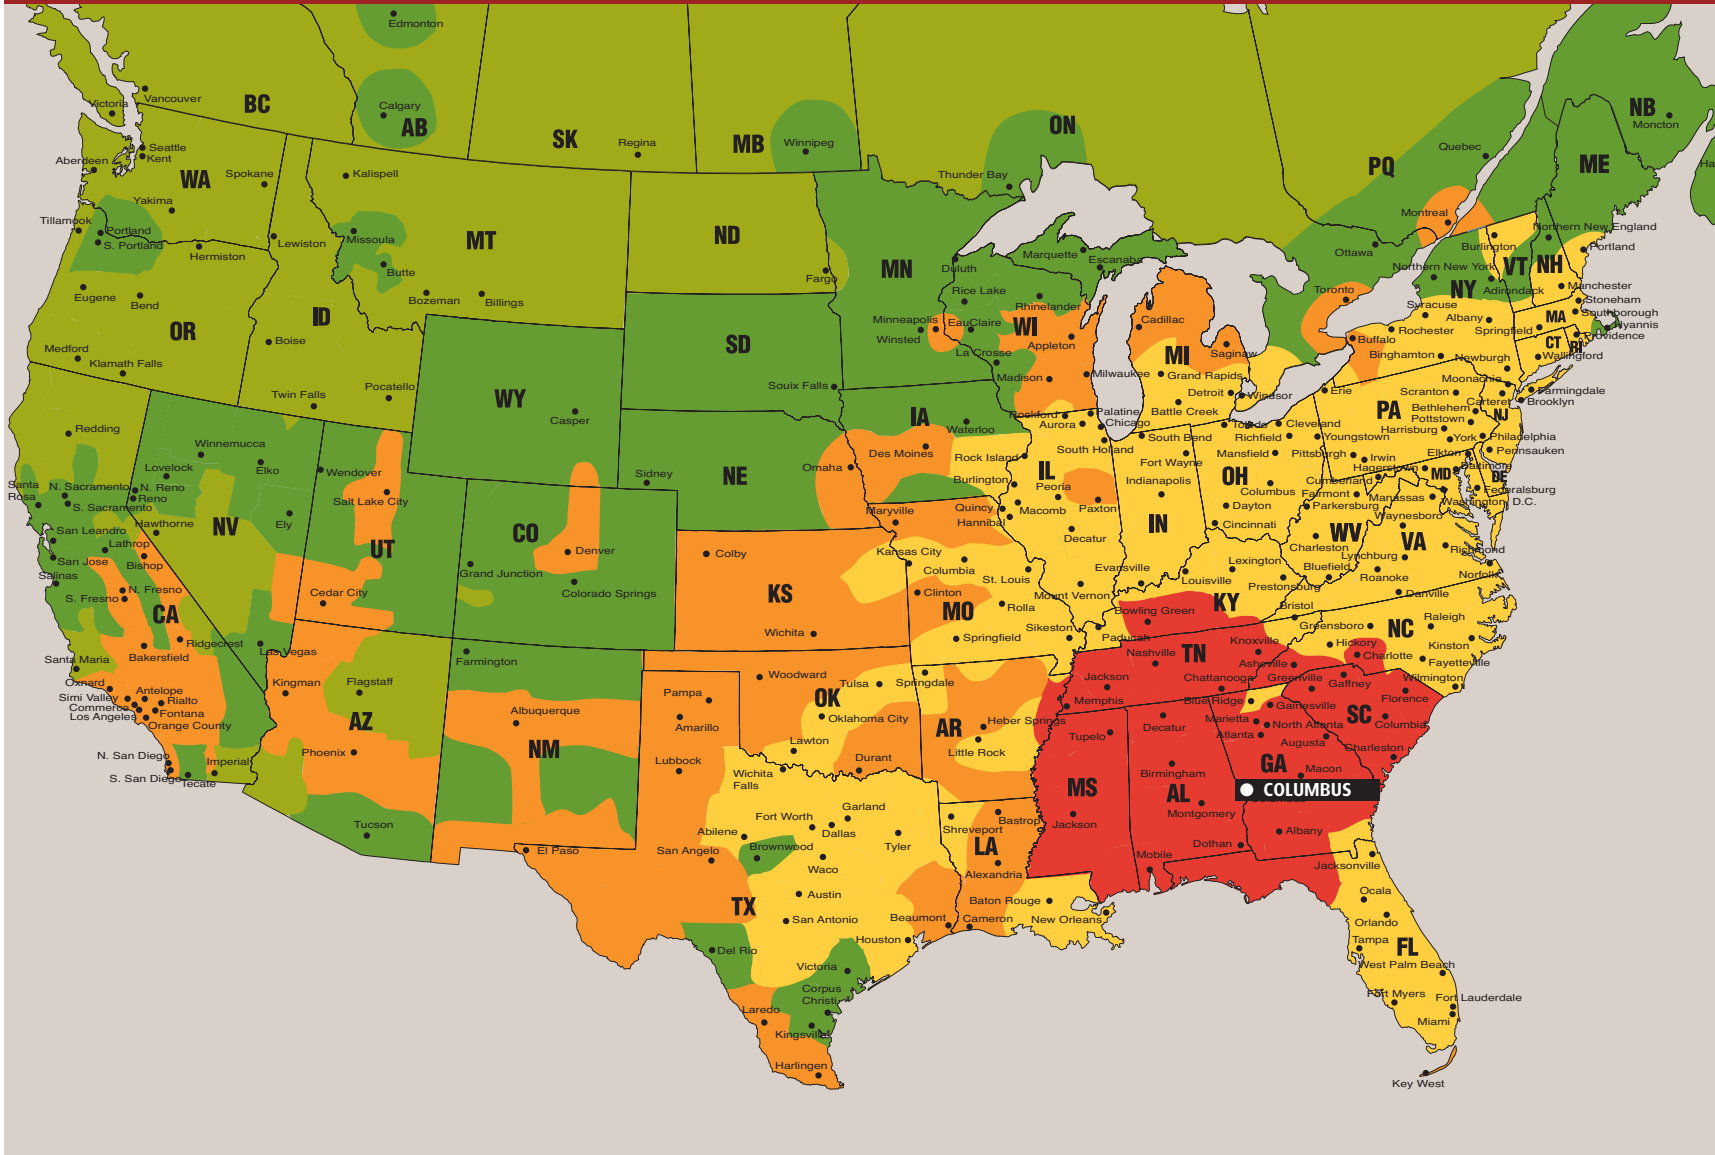 Edmonton
Victoria
Vancouver
BC
Calgary
AB
SK
Regina
MB
Winnipeg
ON
Thunder Bay
PQ
Quebec
Montreal
Ottawa
NB
Moncton
ME
Ha
Seattle
Kent
Aberdeen
WA
Spokane
Yakima
Tillamook
Portland
S. Portland
Hermiston
Lewiston
Eugene
Bend
OR
Medford
Klamath Falls
Kalispell
Missoula
MT
Butte
Bozeman
Billings
ID
Boise
Twin Falls
Pocatello
ND
Fargo
SD
Souix Falls
WY
Casper
NE
Sidney
Omaha
MN
Duluth
Minneapolis
Winsted
Marquette
Escanaba
Rice Lake
Rhinelander
EauClaire
WI
Appleton
La Crosse
Madison
Milwaukee
Cadillac
MI
Saginaw
Grand Rapids
Detroit
Windsor
Battle Creek
Toronto
Northern New England
Portland
Burlington
VT
NH
Northern New York
NY
Adirondack
Manchester
Stoneham
Southborough
Hyannis
Providence
Syracuse
Albany
Springfield
MA
CT
RI
Wallingford
Rochester
Buffalo
Binghamton
Newburgh
Moonachie
Farmingdale
Brooklyn
Carteret
NJ
Scranton
Erie
PA
Bethlehem
Pottstown
Harrisburg
York
Philadelphia
Pennsauken
Elkton
Baltimore
Hagerstown
MD
DE
Federalsburg
Washington D.C.
Cumberland
Irwin
Pittsburgh
Youngstown
Cleveland
Toledo
Richfield
Mansfield
OH
Columbus
Dayton
Cincinnati
Fairmont
Parkersburg
Manassas
WV
Waynesboro
VA
Charleston
Lynchburg
Richmond
Bluefield
Roanoke
Norfolk
Danville
IA
Waterloo
Des Moines
Rockford
Palatine
Aurora
Chicago
South Holland
South Bend
Fort Wayne
Rock Island
IL
Burlington
Peoria
Paxton
Indianapolis
Quincy
Macomb
Hannibal
Decatur
IN
Evansville
Mount Vernon
Louisville
Lexington
Prestonsburg
KY
Bowling Green
Paducah
Bristol
Redding
Santa
Rosa
N. Sacramento
S. Sacramento
Winnemucca
Lovelock
Elko
N. Reno
Reno
NV
Ely
Hawthorne
San Leandro
Lathrop
San Jose
Bishop
Salinas
N. Fresno
S. Fresno
CA
Ridgecrest
Las Vegas
Bakersfield
Santa Maria
Oxnard
Antelope
Simi Valley
Rialto
Commerce
Fontana
Los Angeles
Orange County
N. San Diego
S. San Diego
Imperial
Tecate
Wendover
Salt Lake City
UT
Cedar City
CO
Denver
Grand Junction
Colorado Springs
Colby
KS
Wichita
Maryville
Kansas City
Columbia
St. Louis
Clinton
MO
Rolla
Springfield
Sikeston
Kingman
Flagstaff
AZ
Phoenix
Tucson
Farmington
Albuquerque
NM
El Paso
Woodward
Tulsa
OK
Oklahoma City
Lawton
Durant
Springdale
AR
Heber Springs
Little Rock
Pampa
Amarillo
Lubbock
Wichita
Falls
Garland
Fort Worth
Dallas
Abilene
Brownwood
Tyler
San Angelo
Waco
TX
Austin
San Antonio
Beaumont
Houston
Del Rio
Victoria
Corpus
Christi
Laredo
Kingsville
Harlingen
Shreveport
Bastrop
LA
Alexandria
Baton Rouge
Cameron
New Orleans
Nashville
TN
Knoxville
Jackson
Chattanooga
Memphis
Tupelo
MS
Jackson
Decatur
Birmingham
AL
Montgomery
Dothan
Mobile
Greensboro
NC
Raleigh
Hickory
Kinston
Charlotte
Fayetteville
Asheville
Wilmington
Greenville
Gaffney
Florence
SC
Columbia
Charleston
Blue Ridge
Gainesville
Marietta
North Atlanta
Atlanta
Augusta
GA
Macon
COLUMBUS
Albany
Jacksonville
Ocala
Orlando
Tampa
FL
West Palm Beach
Fort Myers
Fort Lauderdale
Miami
Key West